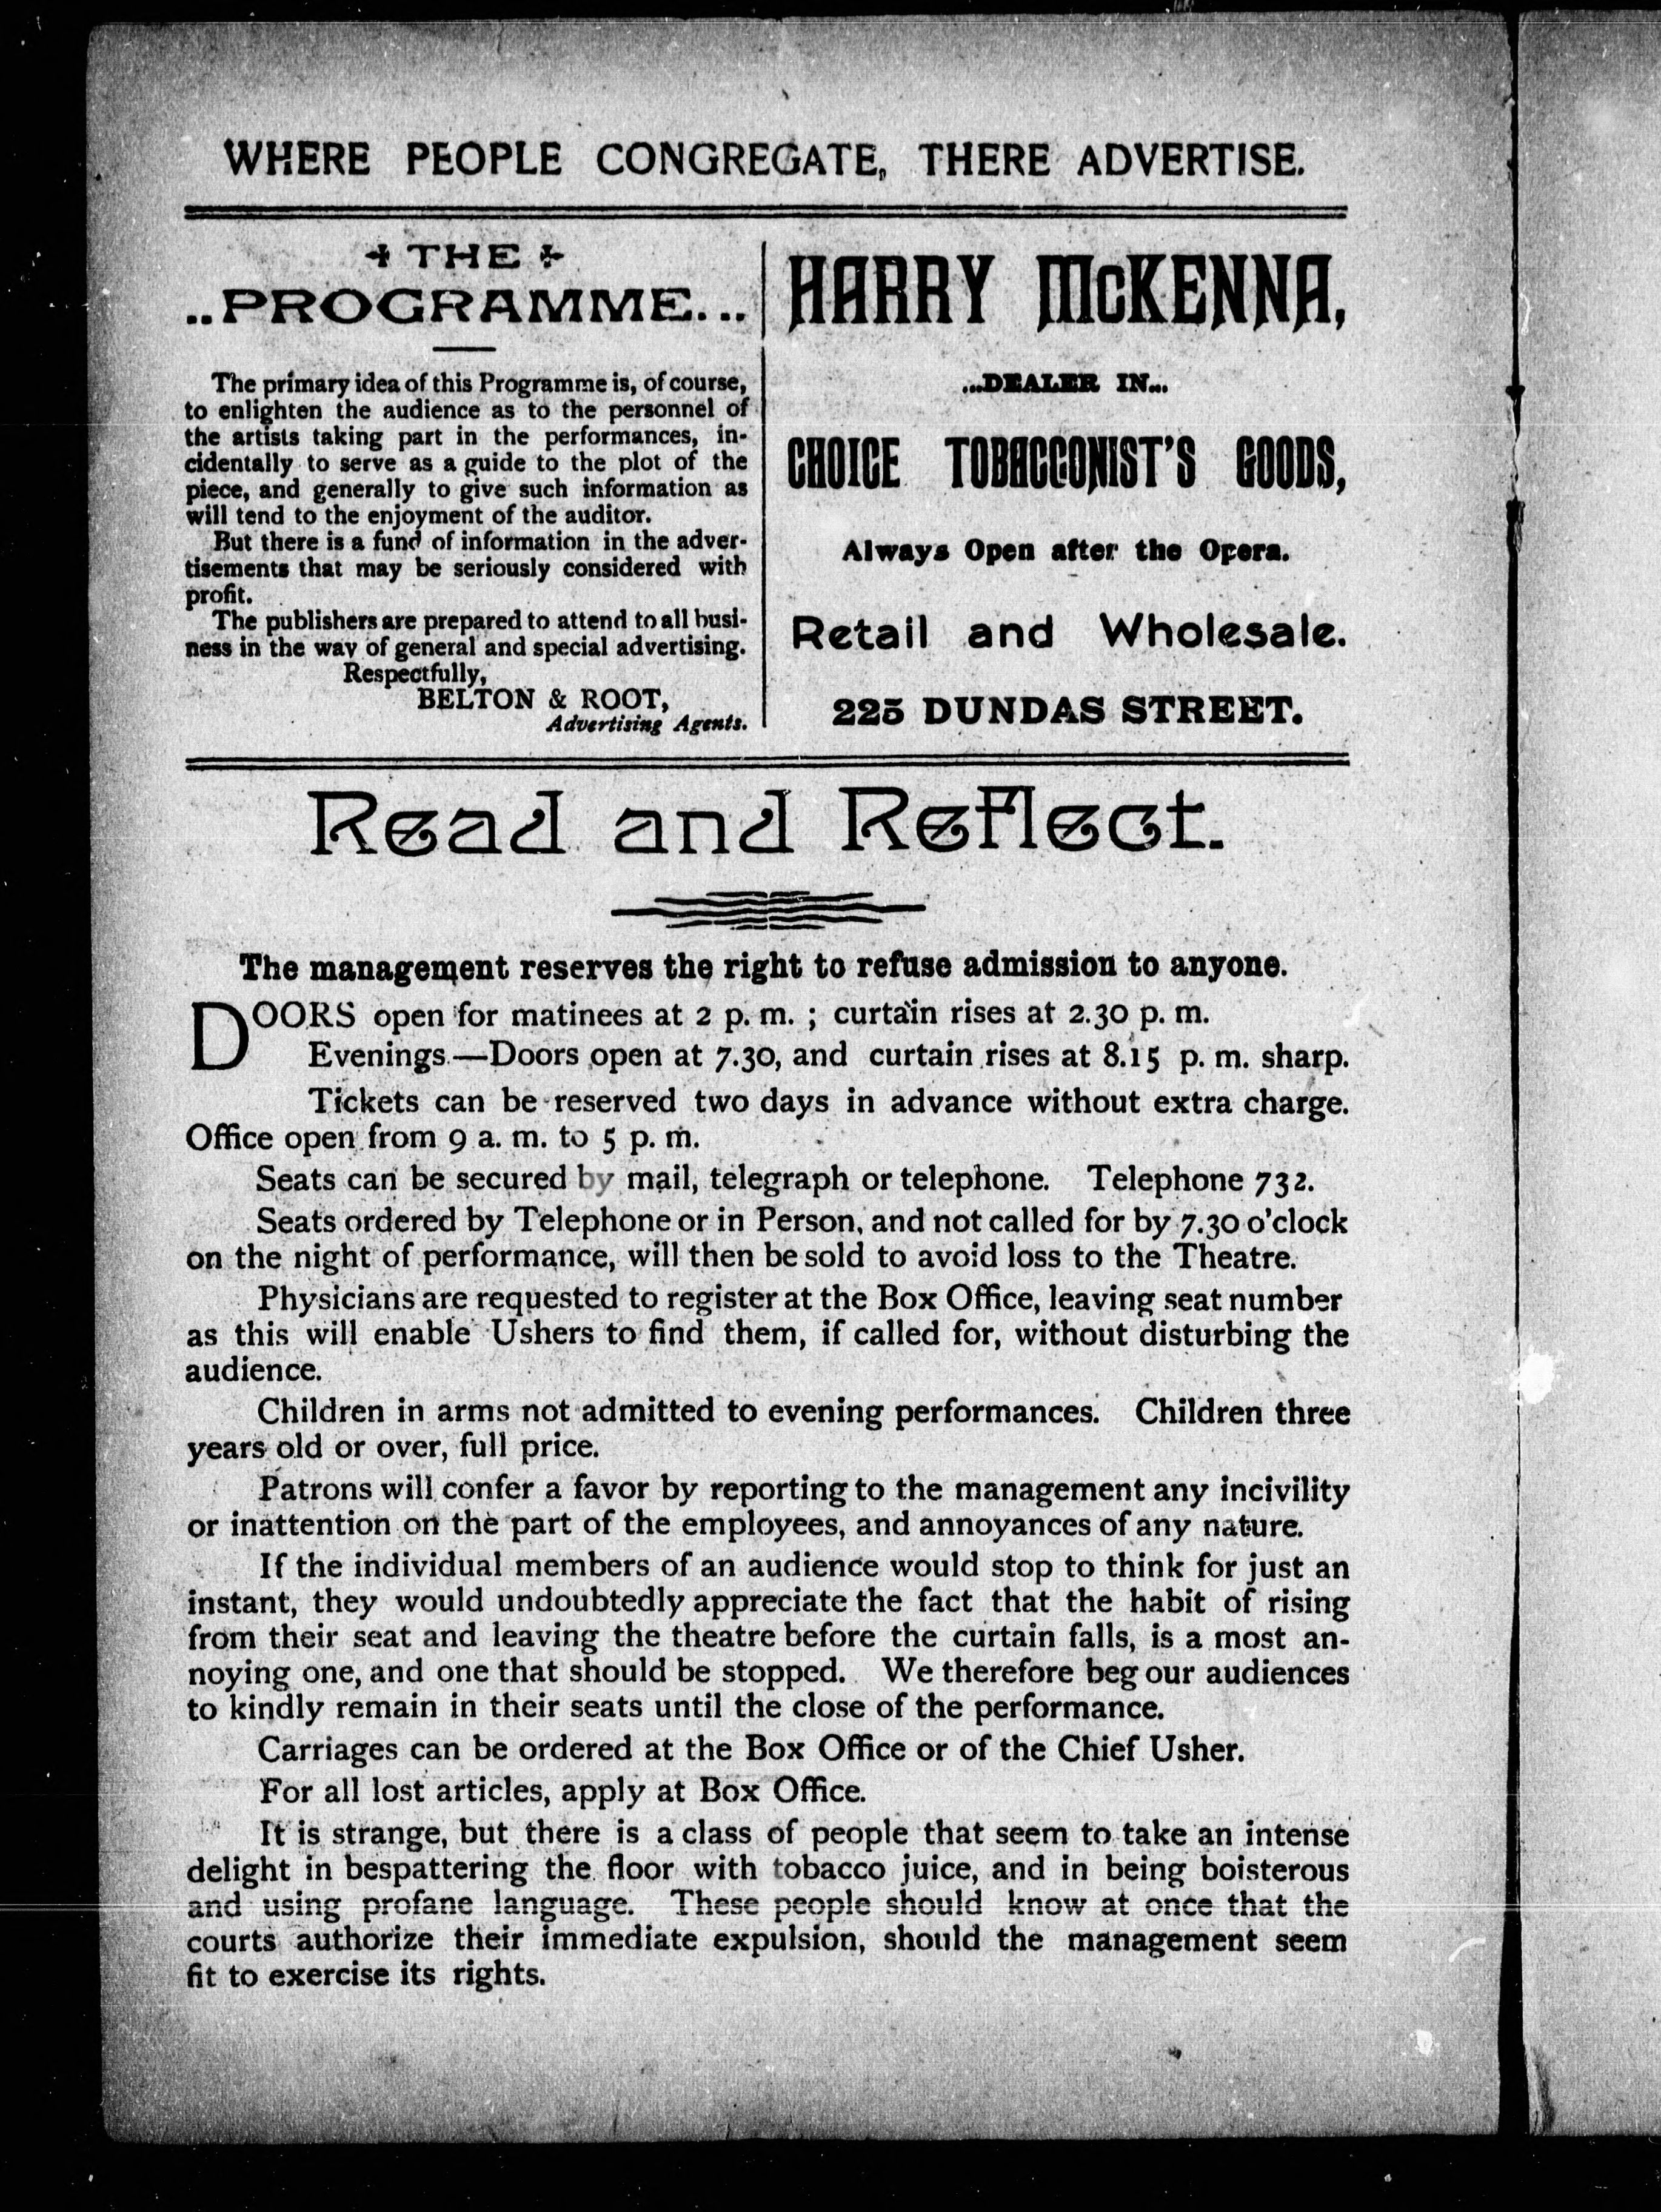 WHERE PEOPLE CONGREGATE, THERE ADVERTISE.
THE
..PROGRAMME...
The primary idea of this Programme is, of course,
to enlighten the audience as to the personnel of
the artists taking part in the performances, in-
cidentally to serve as a guide to the plot of the
piece, and generally to give such information as
will tend to the enjoyment of the auditor.
But there is a fund of information in the adver-
tisements that may be seriously considered with
profit.
The publishers are prepared to attend to all busi-
ness in the way of general and special advertising.
Respectfully,
BELTON & ROOT,
Advertising Agents.
HARRY McKENNA,
...DEALER IN...
CHOICE TOBACCONIST'S GOODS,
Always Open after the Opera.
Retail and Wholesale.
225 DUNDAS STREET.
Read and Reflect.
The management reserves the right to refuse admission to anyone.
DOORS open for matinees at 2 p. m. ; curtain rises at 2.30 p. m.
Evenings.—Doors open at 7.30, and curtain rises at 8.15 p. m. sharp.
Tickets can be reserved two days in advance without extra charge.
Office open from 9 a. m. to 5 p. m.
Seats can be secured by mail, telegraph or telephone. Telephone 732.
Seats ordered by Telephone or in Person, and not called for by 7.30 o'clock
on the night of performance, will then be sold to avoid loss to the Theatre.
Physicians are requested to register at the Box Office, leaving seat number
as this will enable Ushers to find them, if called for, without disturbing the
audience.
Children in arms not admitted to evening performances. Children three
years old or over, full price.
Patrons will confer a favor by reporting to the management any incivility
or inattention on the part of the employees, and annoyances of any nature.
If the individual members of an audience would stop to think for just an
instant, they would undoubtedly appreciate the fact that the habit of rising
from their seat and leaving the theatre before the curtain falls, is a most an-
noying one, and one that should be stopped. We therefore beg our audiences
to kindly remain in their seats until the close of the performance.
Carriages can be ordered at the Box Office or of the Chief Usher.
For all lost articles, apply at Box Office.
It is strange, but there is a class of people that seem to take an intense
delight in bespattering the floor with tobacco juice, and in being boisterous
and using profane language. These people should know at once that the
courts authorize their immediate expulsion, should the management seem
fit to exercise its rights.